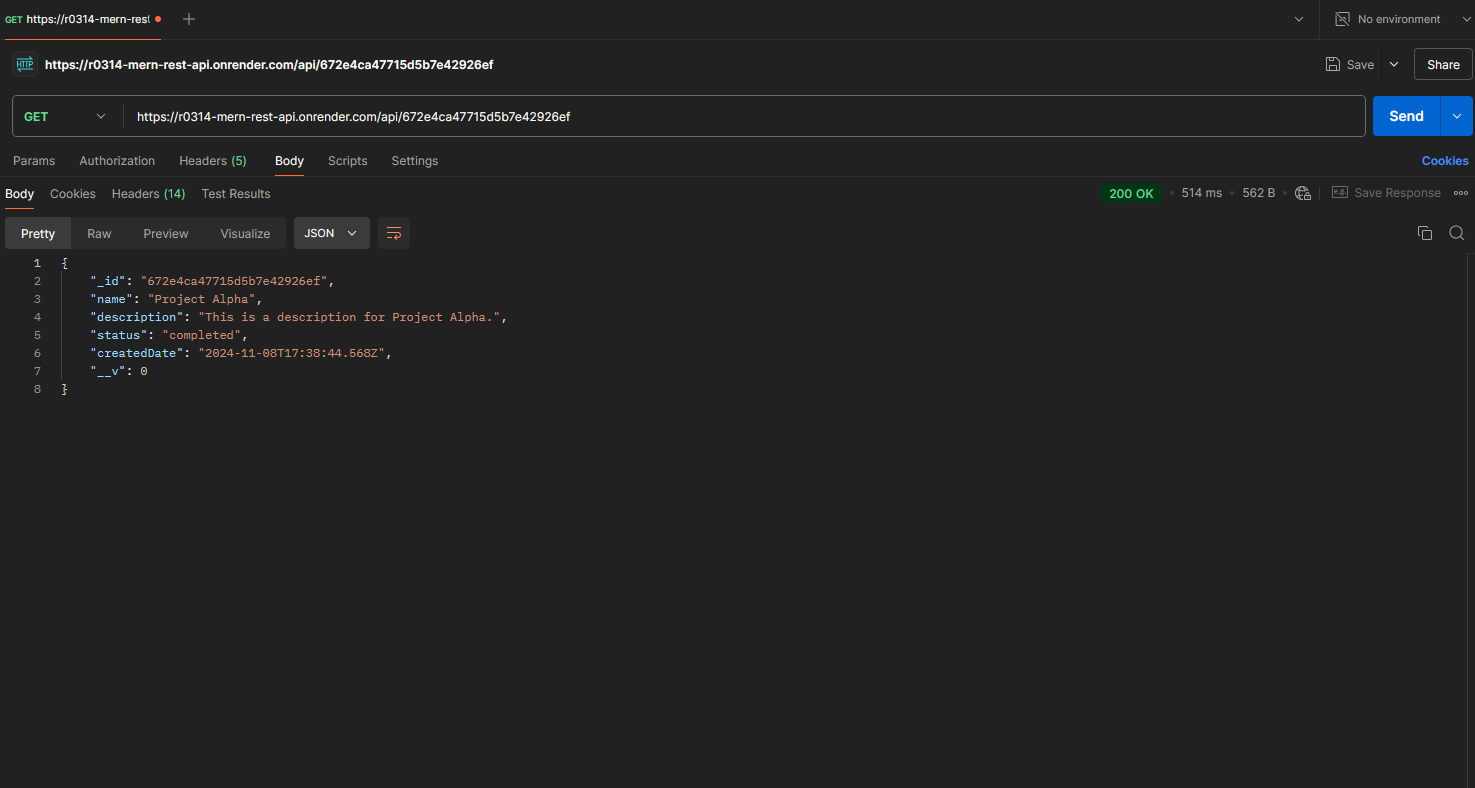 GET https://r0314-mern-rest
No environment
HTTP https://r0314-mern-rest-api.onrender.com/api/672e4ca47715d5b7e42926ef Save Share
GET https://r0314-mern-rest-api.onrender.com/api/672e4ca47715d5b7e42926ef Send
Params Authorization Headers (5) Body Scripts Settings Cookies
Body Cookies Headers (14) Test Results 200 OK 514 ms 562 B e.g. Save Response
Pretty Raw Preview Visualize JSON
1 {
2 "_id": "672e4ca47715d5b7e42926ef",
3 "name": "Project Alpha",
4 "description": "This is a description for Project Alpha.",
5 "status": "completed",
6 "createdDate": "2024-11-08T17:38:44.568Z",
7 "__v": 0
8 }